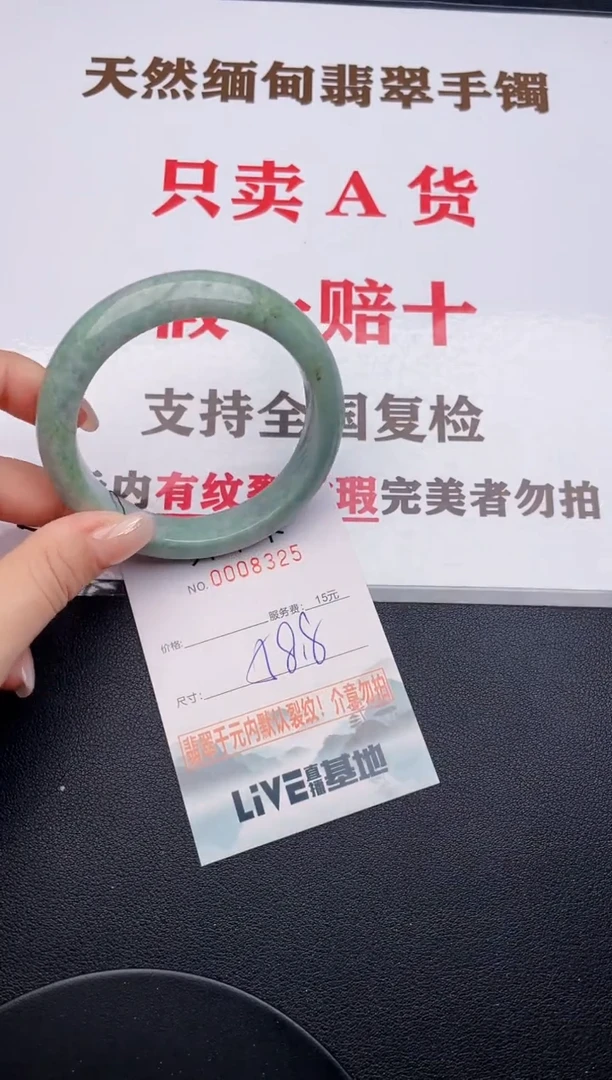 天然缅甸翡翠手镯
只卖A货
赔十
支持全国复检
内有纹裂 瑕完美者勿拍
NO.0008325
服务费：15元
价格：
尺寸：
翡翠千元内默认裂纹！介意勿拍
LiVE直播基地